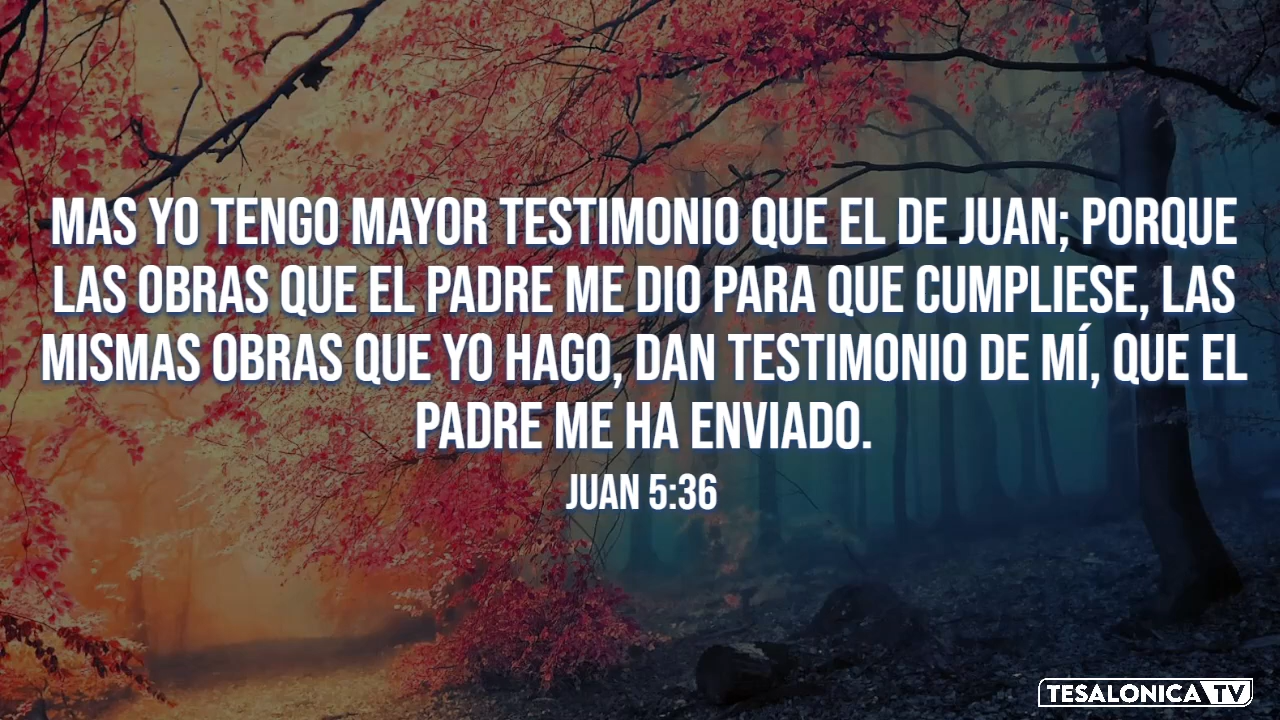 MAS YO TENGO MAYOR TESTIMONIO QUE EL DE JUAN; PORQUE
LAS OBRAS QUE EL PADRE ME DIO PARA QUE CUMPLIESE, LAS
MISMAS OBRAS QUE YO HAGO, DAN TESTIMONIO DE MÍ, QUE EL
PADRE ME HA ENVIADO.
JUAN 5:36
TESALONICA TV